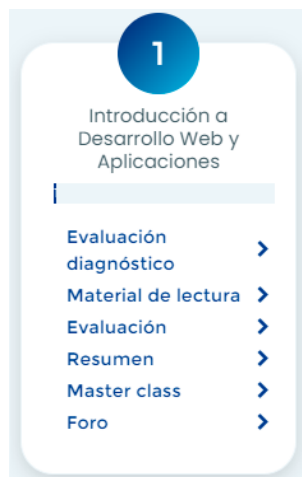 1
Introducción a
Desarrollo Web y
Aplicaciones
Evaluación
diagnóstico
Material de lectura
Evaluación
Resumen
Master class
Foro